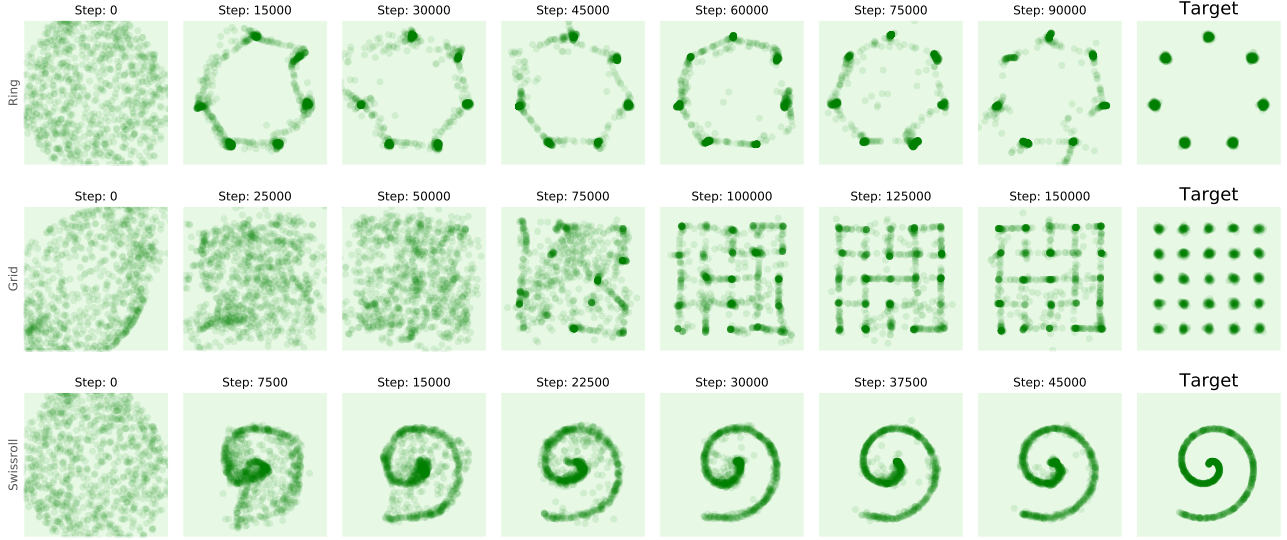 Step: 0 Step: 15000 Step: 30000 Step: 45000 Step: 60000 Step: 75000 Step: 90000 Target
Ring
Step: 0 Step: 25000 Step: 50000 Step: 75000 Step: 100000 Step: 125000 Step: 150000 Target
Grid
Step: 0 Step: 7500 Step: 15000 Step: 22500 Step: 30000 Step: 37500 Step: 45000 Target
Swissroll